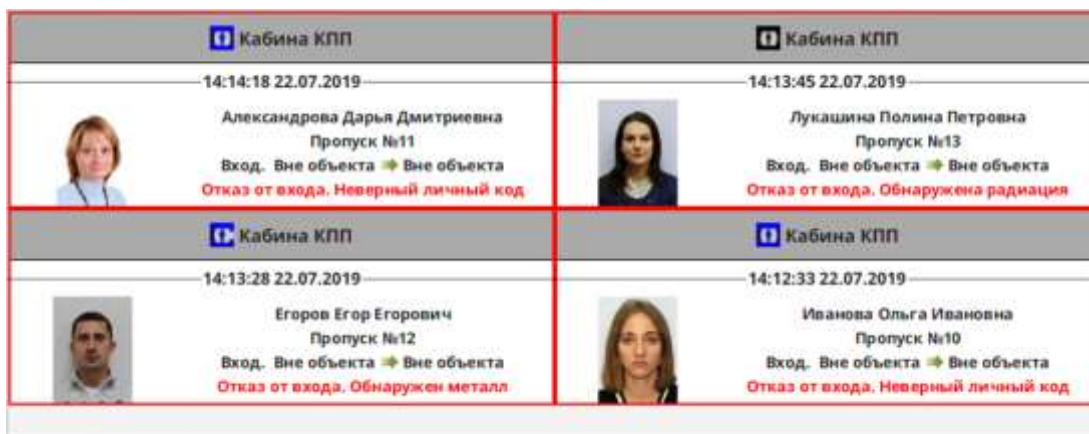 Кабина КПП
14:14:18 22.07.2019
Александрова Дарья Дмитриевна
Пропуск №11
Вход. Вне объекта Вне объекта
Отказ от входа. Неверный личный код
Кабина КПП
14:13:45 22.07.2019
Лукашина Полина Петровна
Пропуск №13
Вход. Вне объекта Вне объекта
Отказ от входа. Обнаружена радиация
Кабина КПП
14:13:28 22.07.2019
Егоров Егор Егорович
Пропуск №12
Вход. Вне объекта Вне объекта
Отказ от входа. Обнаружен металл
Кабина КПП
14:12:33 22.07.2019
Иванова Ольга Ивановна
Пропуск №10
Вход. Вне объекта Вне объекта
Отказ от входа. Неверный личный код